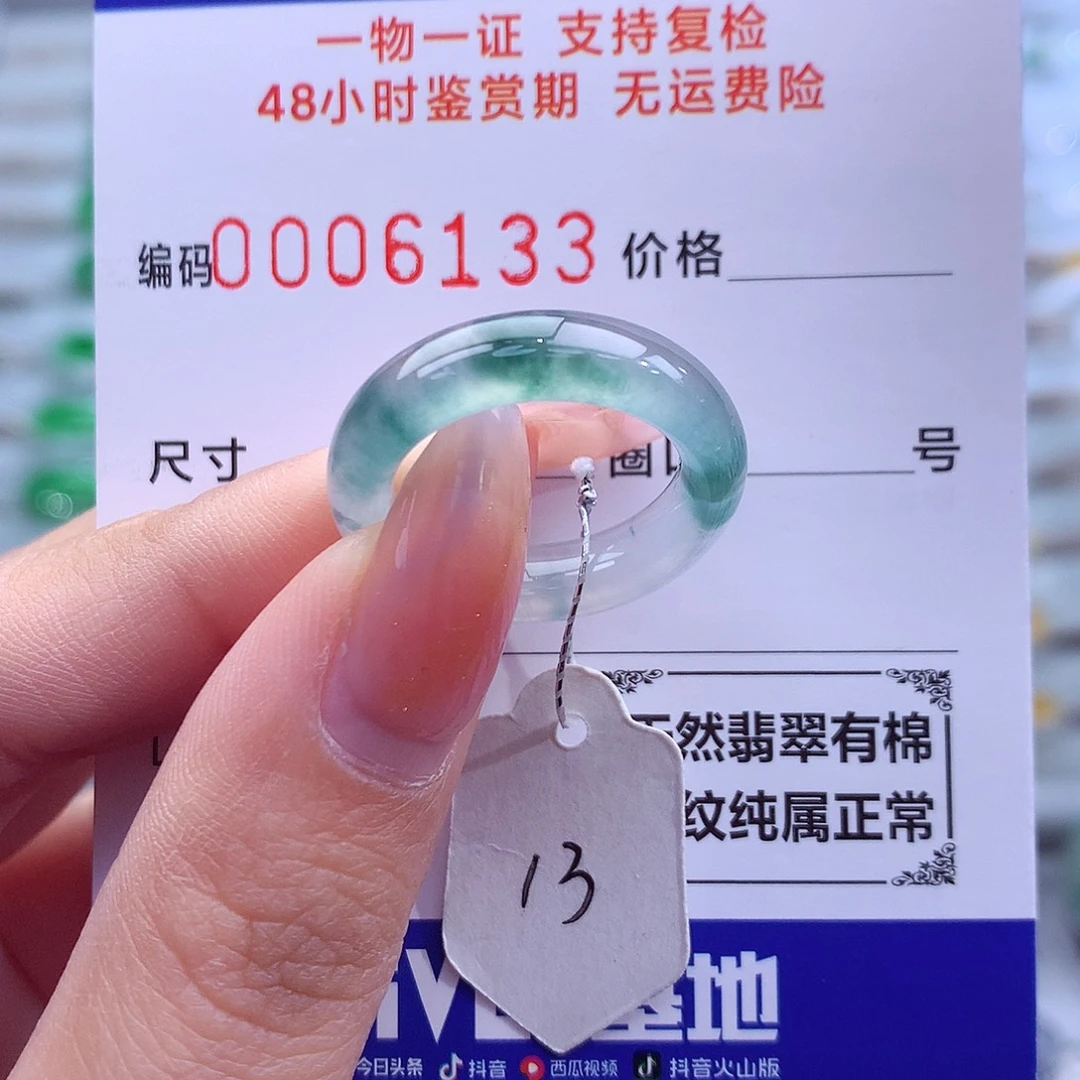 一物一证 支持复检
48小时鉴赏期 无运费险
编码0006133 价格
尺寸 圈 号
然翡翠有棉
纹纯属正常
13
基地
今日头条 抖音 西瓜视频 抖音火山版